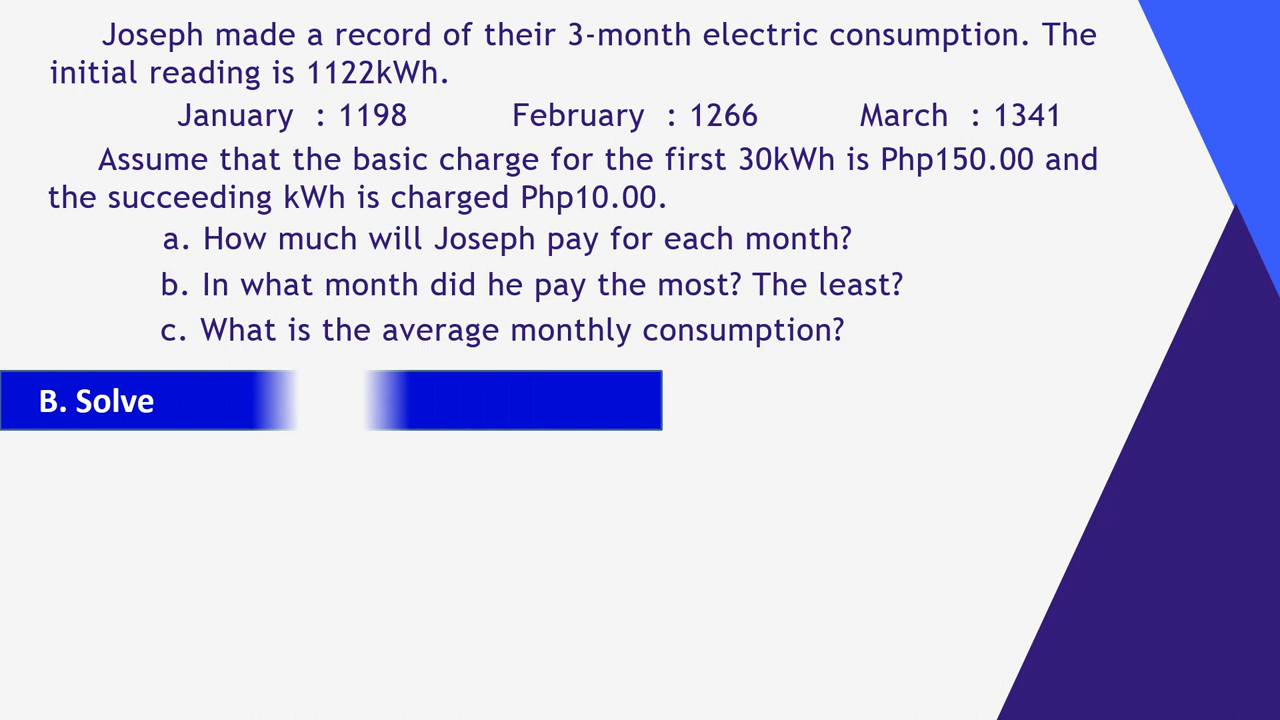 Joseph made a record of their 3-month electric consumption. The
initial reading is 1122kWh.
January : 1198 February : 1266 March : 1341
Assume that the basic charge for the first 30kWh is Php150.00 and
the succeeding kWh is charged Php10.00.
a. How much will Joseph pay for each month?
b. In what month did he pay the most? The least?
c. What is the average monthly consumption?
B. Solve